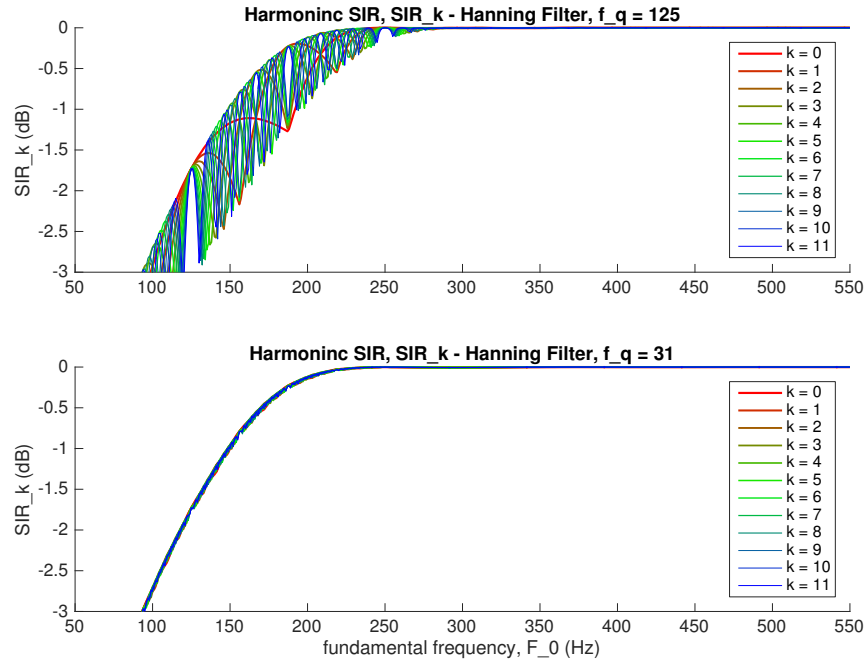 Harmoninc SIR, SIR_k - Hanning Filter, f_q = 125
0
-0.5
-1
-1.5
-2
-2.5
-3
SIR_k (dB)
50 100 150 200 250 300 350 400 450 500 550
k = 0
k = 1
k = 2
k = 3
k = 4
k = 5
k = 6
k = 7
k = 8
k = 9
k = 10
k = 11
Harmoninc SIR, SIR_k - Hanning Filter, f_q = 31
0
-0.5
-1
-1.5
-2
-2.5
-3
SIR_k (dB)
50 100 150 200 250 300 350 400 450 500 550
fundamental frequency, F_0 (Hz)
k = 0
k = 1
k = 2
k = 3
k = 4
k = 5
k = 6
k = 7
k = 8
k = 9
k = 10
k = 11